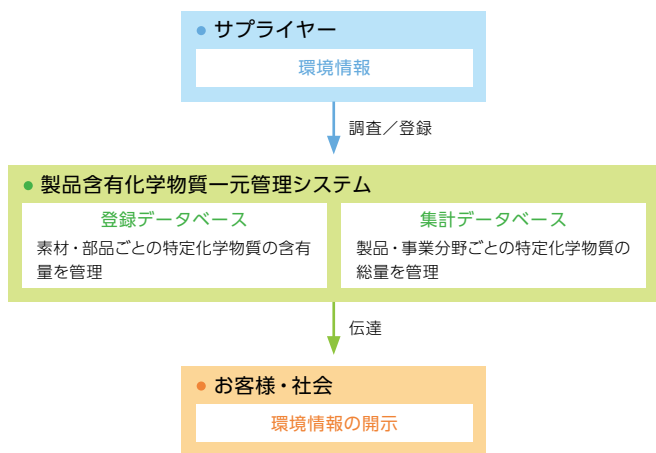 ● サプライヤー
環境情報
調査／登録
● 製品含有化学物質一元管理システム
登録データベース
素材・部品ごとの特定化学物質の含有
量を管理
集計データベース
製品・事業分野ごとの特定化学物質の
総量を管理
伝達
● お客様・社会
環境情報の開示